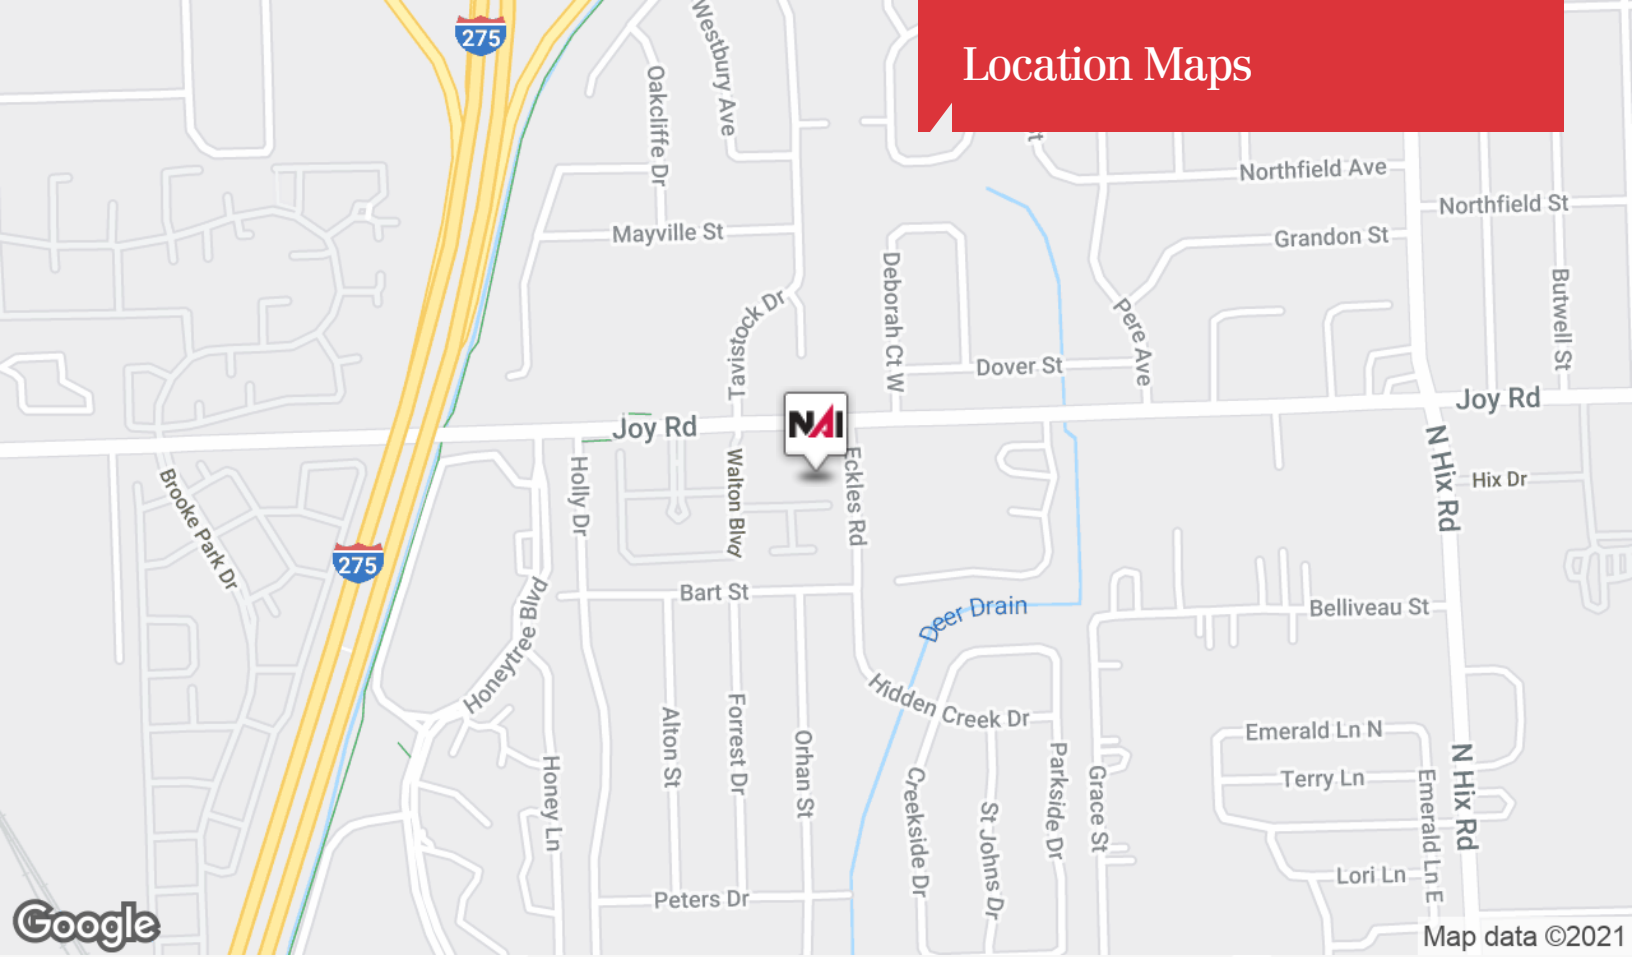 Location Maps
275
Westbury Ave
Oakcliffe Dr
Northfield Ave
Northfield St
Mayville St
Grandon St
Deborah Ct W
Butwell St
Tavistock Dr
Pere Ave
Dover St
Joy Rd
NAI
Joy Rd
N Hix Rd
Walton Blvd
Eckles Rd
Holly Dr
Brooke Park Dr
Hix Dr
275
Bart St
Deer Drain
Belliveau St
Honeytree Blvd
Hidden Creek Dr
Alton St
Forrest Dr
Orhan St
Emerald Ln N
Terry Ln
N Hix Rd
Honey Ln
Creekside Dr
St Johns Dr
Parkside Dr
Grace St
Emerald Ln E
Lori Ln
Peters Dr
Google
Map data ©2021